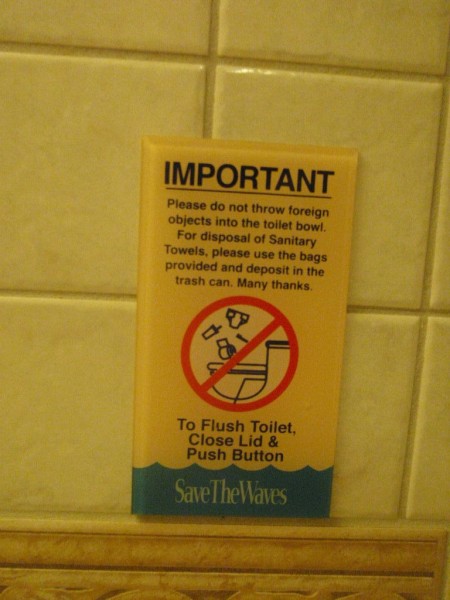 IMPORTANT
Please do not throw foreign
objects into the toilet bowl.
For disposal of Sanitary
Towels, please use the bags
provided and deposit in the
trash can. Many thanks.
To Flush Toilet,
Close Lid &
Push Button
SaveTheWaves